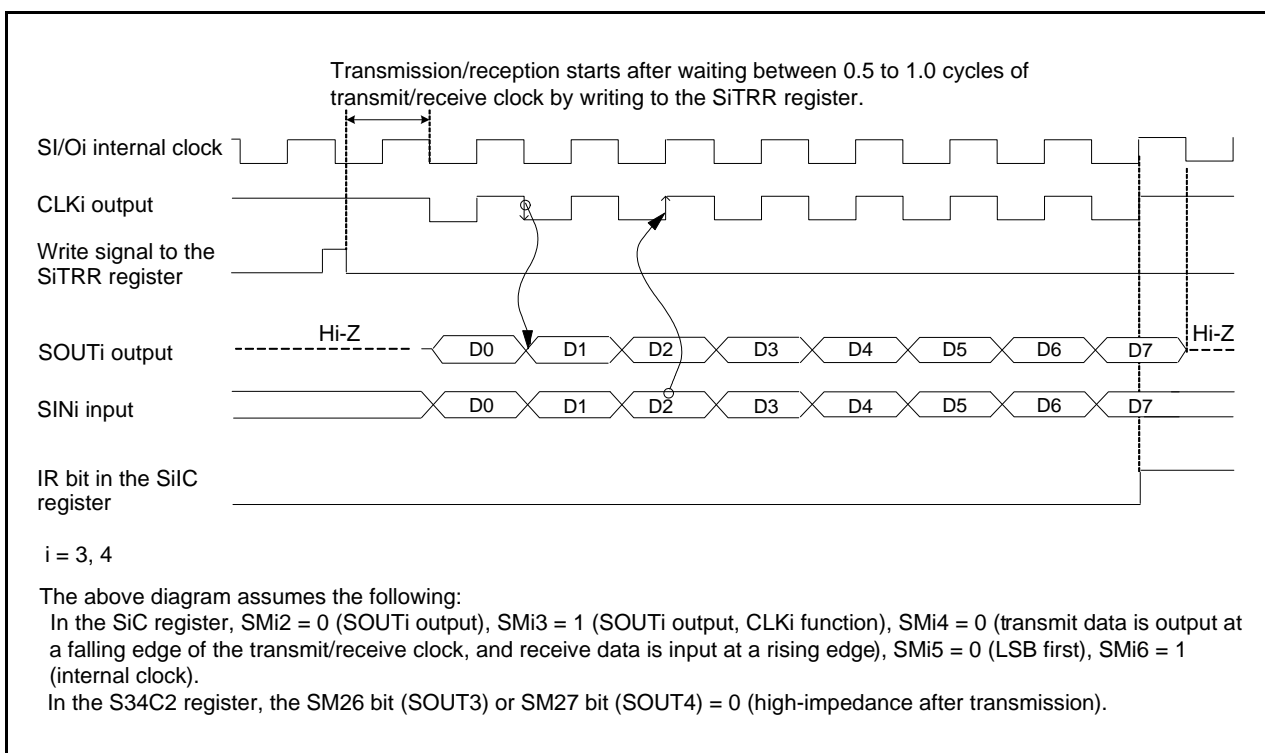 Transmission/reception starts after waiting between 0.5 to 1.0 cycles of
transmit/receive clock by writing to the SiTRR register.
SI/Oi internal clock
CLKi output
Write signal to the
SiTRR register
Hi-Z
Hi-Z
SOUTi output
D0 D1 D2 D3 D4 D5 D6 D7
SINi input
D0 D1 D2 D3 D4 D5 D6 D7
IR bit in the SiIC
register
i = 3, 4
The above diagram assumes the following:
In the SiC register, SMi2 = 0 (SOUTi output), SMi3 = 1 (SOUTi output, CLKi function), SMi4 = 0 (transmit data is output at
a falling edge of the transmit/receive clock, and receive data is input at a rising edge), SMi5 = 0 (LSB first), SMi6 = 1
(internal clock).
In the S34C2 register, the SM26 bit (SOUT3) or SM27 bit (SOUT4) = 0 (high-impedance after transmission).